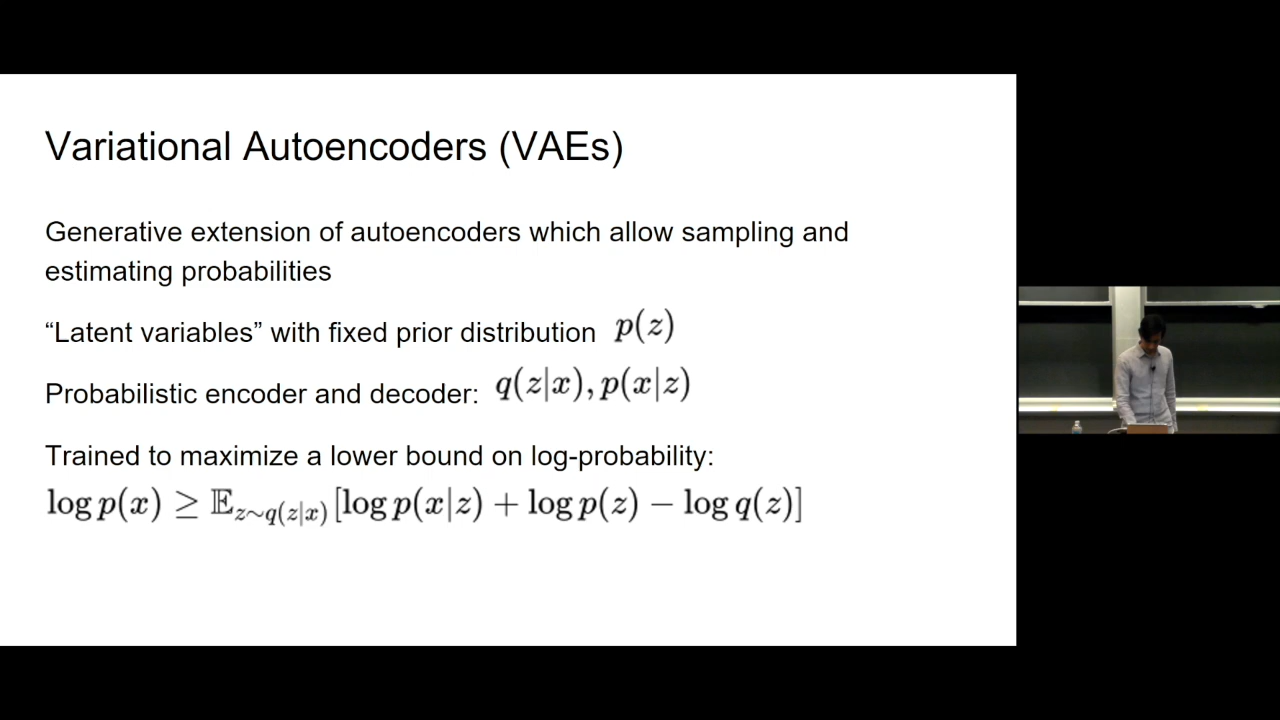 Variational Autoencoders (VAEs)
Generative extension of autoencoders which allow sampling and
estimating probabilities
“Latent variables” with fixed prior distribution p(z)
Probabilistic encoder and decoder: q(z|x), p(x|z)
Trained to maximize a lower bound on log-probability:
log p(x) ≥ 𝔼_{z∼q(z|x)}[log p(x|z) + log p(z) − log q(z)]